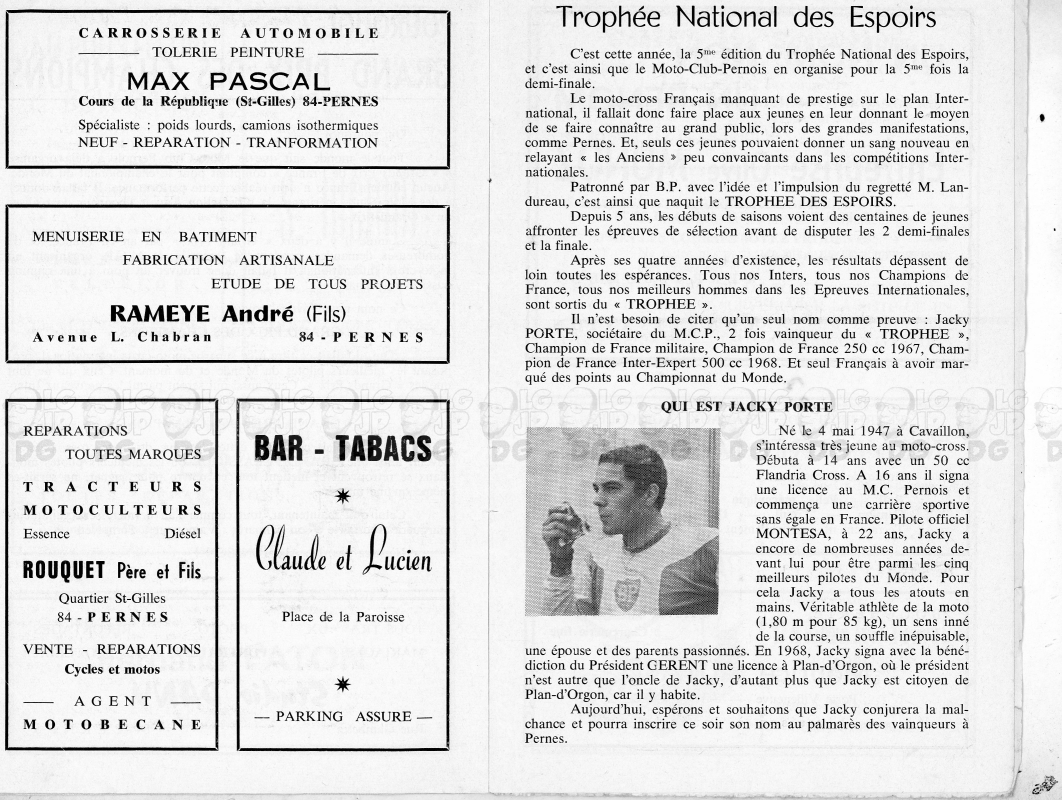 CARROSSERIE AUTOMOBILE
TOLERIE PEINTURE
MAX PASCAL
Cours de la République (St-Gilles) 84-PERNES
Spécialiste : poids lourds, camions isothermiques
NEUF - REPARATION - TRANFORMATION
MENUISERIE EN BATIMENT
FABRICATION ARTISANALE
ETUDE DE TOUS PROJETS
RAMEYE André (Fils)
Avenue L. Chabran 84 - PERNES
REPARATIONS
TOUTES MARQUES
TRACTEURS
MOTOCULTEURS
Essence Diésel
ROUQUET Père et Fils
Quartier St-Gilles
84 - PERNES
VENTE - REPARATIONS
Cycles et motos
AGENT
MOTOBECANE
BAR - TABACS
Claude et Lucien
Place de la Paroisse
— PARKING ASSURE —
Trophée National des Espoirs
C'est cette année, la 5me édition du Trophée National des Espoirs,
et c'est ainsi que le Moto-Club-Pernois en organise pour la 5me fois la
demi-finale.
Le moto-cross Français manquant de prestige sur le plan Inter-
national, il fallait donc faire place aux jeunes en leur donnant le moyen
de se faire connaître au grand public, lors des grandes manifestations,
comme Pernes. Et, seuls ces jeunes pouvaient donner un sang nouveau en
relayant « les Anciens » peu convaincants dans les compétitions Inter-
nationales.
Patronné par B.P. avec l'idée et l'impulsion du regretté M. Lan-
dureau, c'est ainsi que naquit le TROPHEE DES ESPOIRS.
Depuis 5 ans, les débuts de saisons voient des centaines de jeunes
affronter les épreuves de sélection avant de disputer les 2 demi-finales
et la finale.
Après ses quatre années d'existence, les résultats dépassent de
loin toutes les espérances. Tous nos Inters, tous nos Champions de
France, tous nos meilleurs hommes dans les Epreuves Internationales,
sont sortis du « TROPHEE ».
Il n'est besoin de citer qu'un seul nom comme preuve : Jacky
PORTE, sociétaire du M.C.P., 2 fois vainqueur du « TROPHEE »,
Champion de France militaire, Champion de France 250 cc 1967, Cham-
pion de France Inter-Expert 500 cc 1968. Et seul Français à avoir mar-
qué des points au Championnat du Monde.
QUI EST JACKY PORTE
Né le 4 mai 1947 à Cavaillon,
s'intéressa très jeune au moto-cross.
Débuta à 14 ans avec un 50 cc
Flandria Cross. A 16 ans il signa
une licence au M.C. Pernois et
commença une carrière sportive
sans égale en France. Pilote officiel
MONTESA, à 22 ans, Jacky a
encore de nombreuses années de-
vant lui pour être parmi les cinq
meilleurs pilotes du Monde. Pour
cela Jacky a tous les atouts en
mains. Véritable athlète de la moto
(1,80 m pour 85 kg), un sens inné
de la course, un souffle inépuisable,
une épouse et des parents passionnés. En 1968, Jacky signa avec la béné-
diction du Président GERENT une licence à Plan-d'Orgon, où le président
n'est autre que l'oncle de Jacky, d'autant plus que Jacky est citoyen de
Plan-d'Orgon, car il y habite.
Aujourd'hui, espérons et souhaitons que Jacky conjurera la mal-
chance et pourra inscrire ce soir son nom au palmarès des vainqueurs à
Pernes.